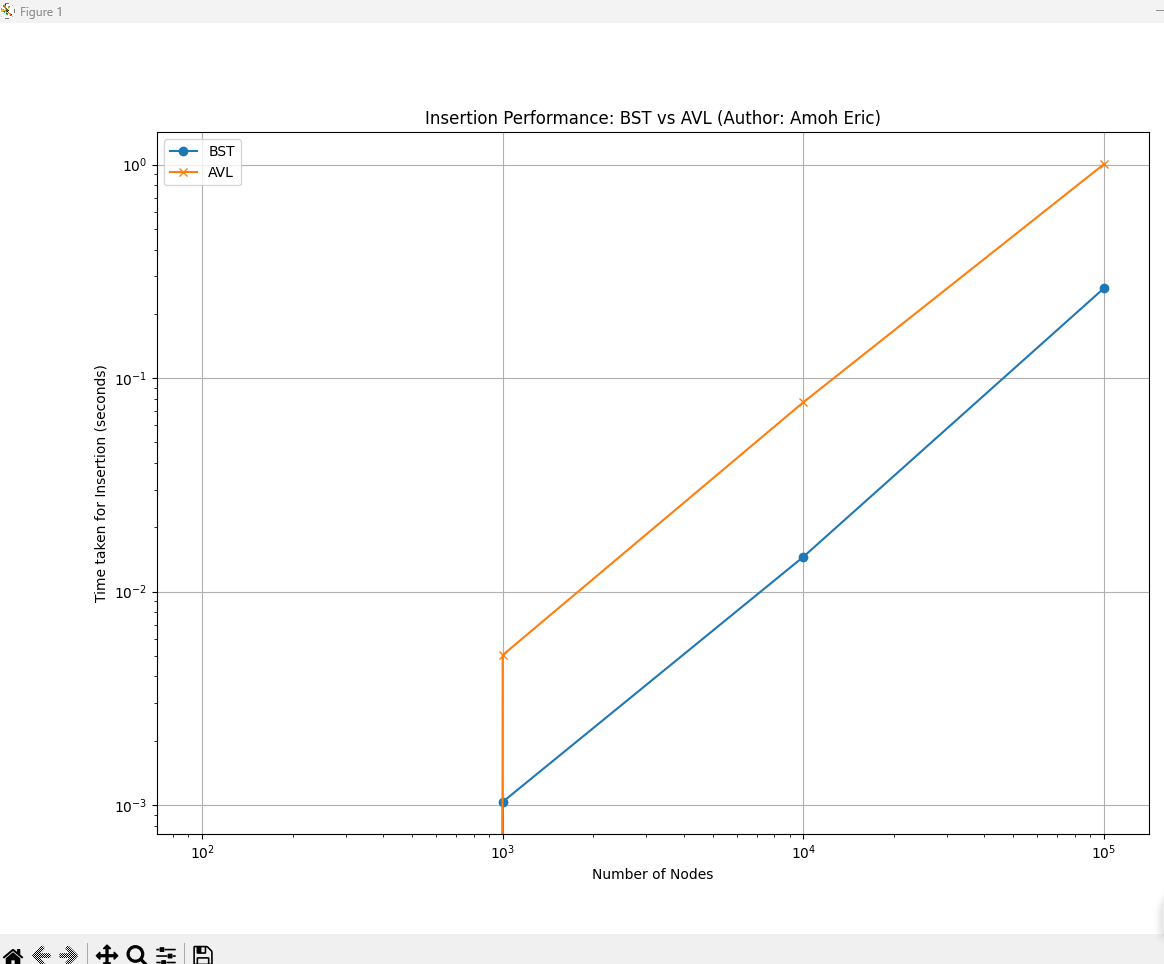 Figure 1
Insertion Performance: BST vs AVL (Author: Amoh Eric)
BST
AVL
10⁰
10⁻¹
10⁻²
10⁻³
Time taken for Insertion (seconds)
10² 10³ 10⁴ 10⁵
Number of Nodes